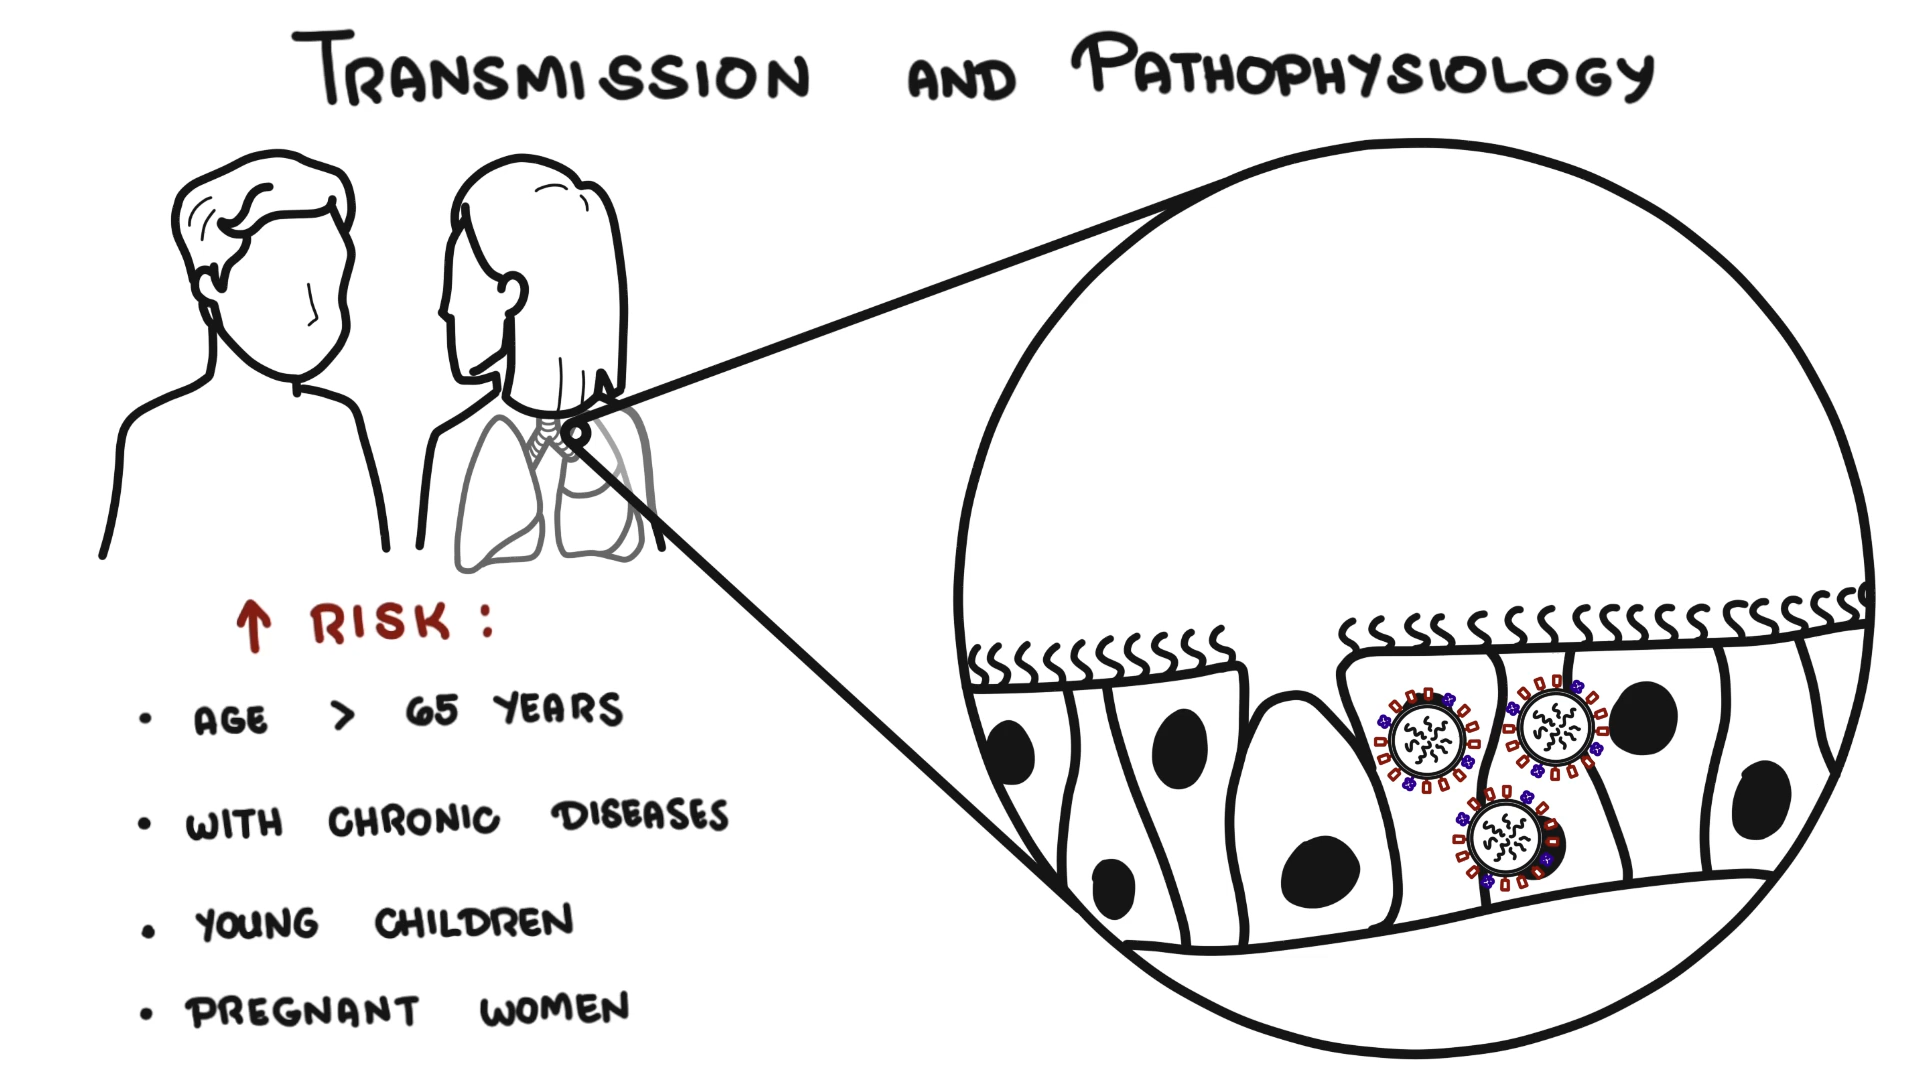 TRANSMISSION AND PATHOPHYSIOLOGY
↑ RISK:
• AGE > 65 YEARS
• WITH CHRONIC DISEASES
• YOUNG CHILDREN
• PREGNANT WOMEN